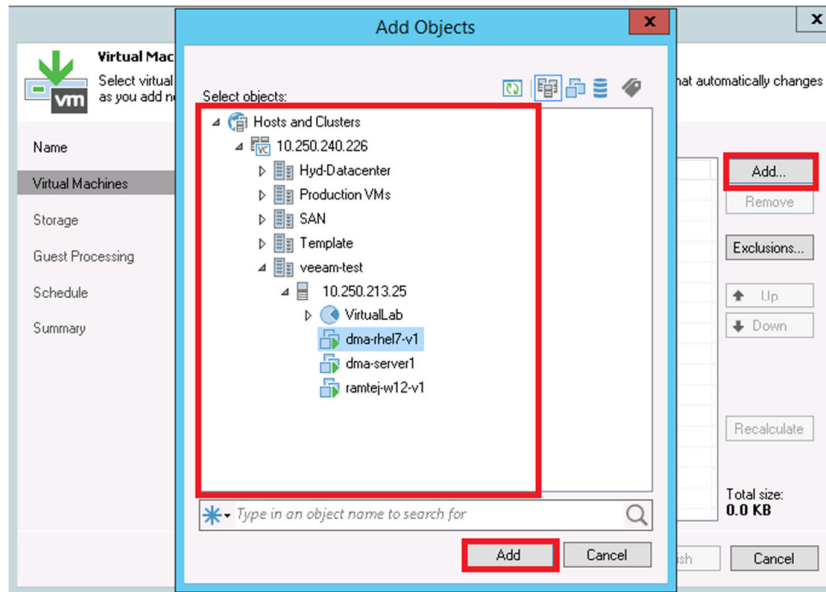 Add Objects
x
x
Virtual Mac
Select virtual
as you add
hat automatically changes
vm
Name
Virtual Machines
Storage
Guest Processing
Schedule
Summary
Select objects:
Hosts and Clusters
VC
10.250.240.226
Hyd-Datacenter
Production VMs
SAN
Template
veeam-test
10.250.213.25
VirtualLab
dma-rhel7-v1
dma-server1
ramtej-w12-v1
Type in an object name to search for
Add
Cancel
Add...
Remove
Exclusions...
Up
Down
Recalculate
Total size:
0.0 KB
ish
Cancel